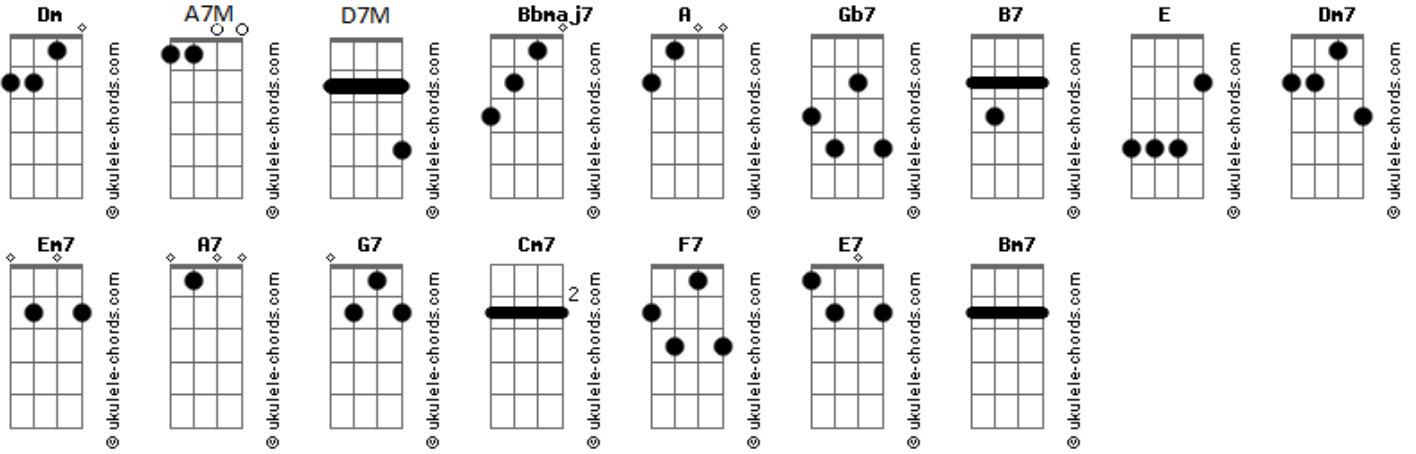 Dm A7M D7M Bbmaj7 A Gb7 B7 E Dm7
© ukulele-chords.com © ukulele-chords.com © ukulele-chords.com © ukulele-chords.com © ukulele-chords.com © ukulele-chords.com © ukulele-chords.com © ukulele-chords.com © ukulele-chords.com
Em7 A7 G7 Cm7 F7 E7 Bm7
2
© ukulele-chords.com © ukulele-chords.com © ukulele-chords.com © ukulele-chords.com © ukulele-chords.com © ukulele-chords.com © ukulele-chords.com